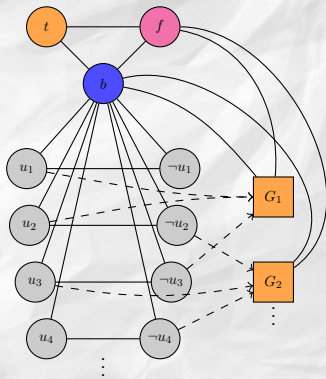 t f
b
u₁ ¬u₁
G₁
u₂ ¬u₂
u₃ ¬u₃ G₂
u₄ ¬u₄